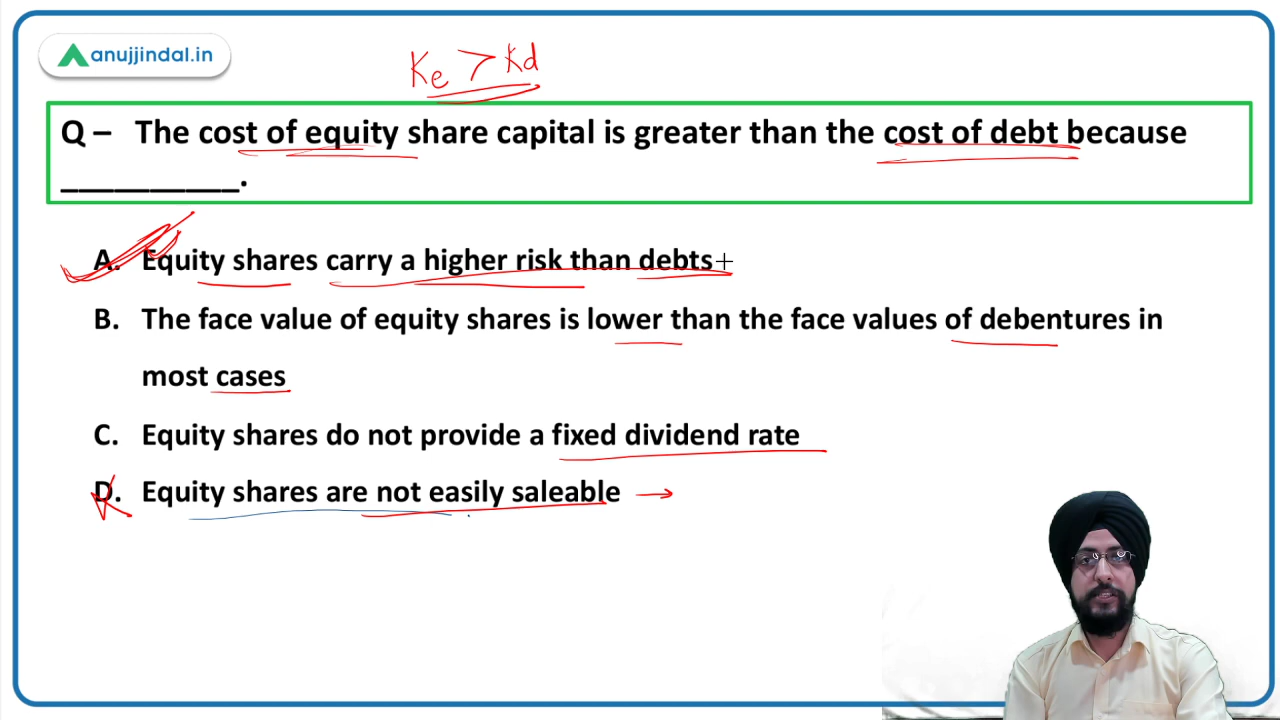 anujjindal.in
Ke > Kd
Q – The cost of equity share capital is greater than the cost of debt because
__________.
A. Equity shares carry a higher risk than debts
B. The face value of equity shares is lower than the face values of debentures in
most cases
C. Equity shares do not provide a fixed dividend rate
D. Equity shares are not easily saleable